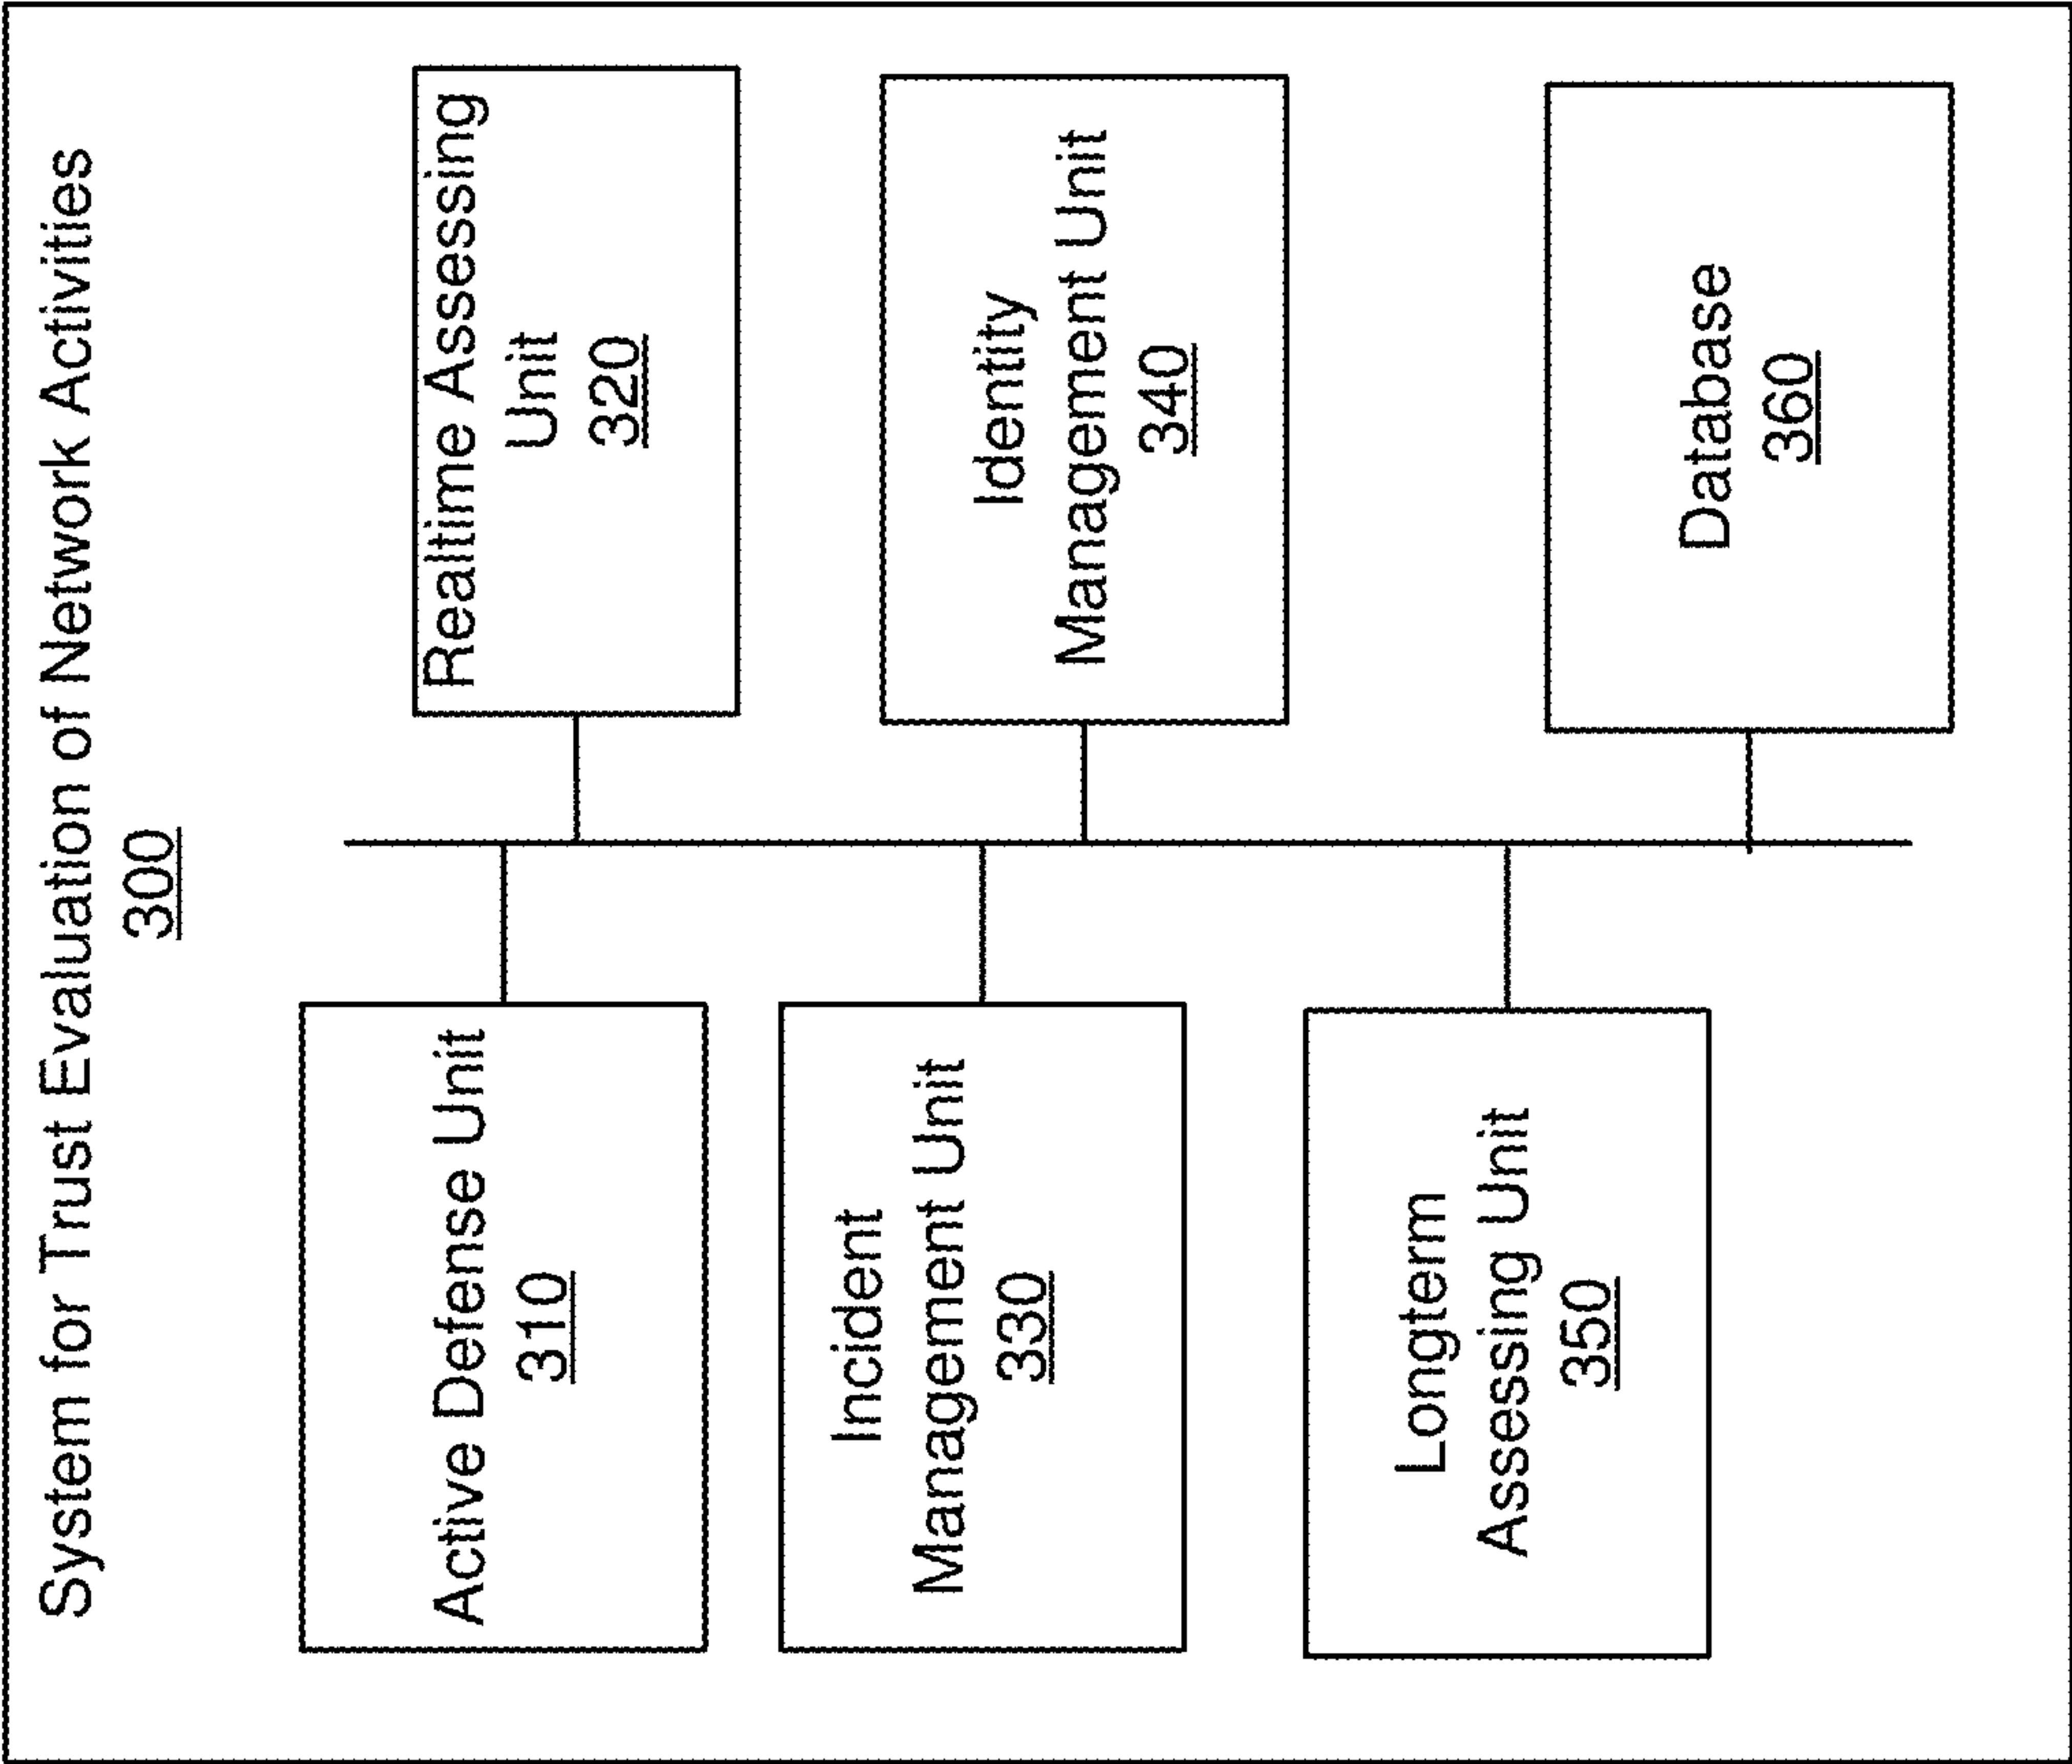 System for Trust Evaluation of Network Activities
300
Active Defense Unit
310
Realtime Assessing
Unit
320
Incident
Management Unit
330
Identity
Management Unit
340
Longterm
Assessing Unit
350
Database
360